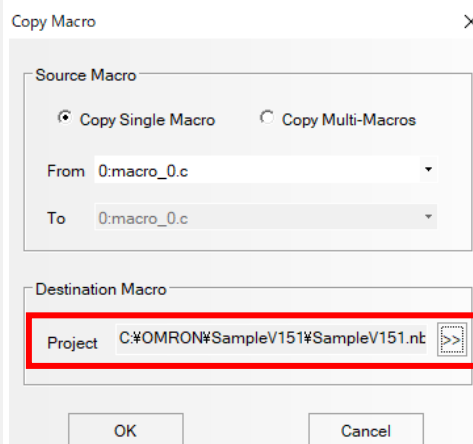 Copy Macro
Source Macro
Copy Single Macro Copy Multi-Macros
From 0:macro_0.c
To 0:macro_0.c
Destination Macro
Project C:¥OMRON¥SampleV151¥SampleV151.nb >>
OK Cancel